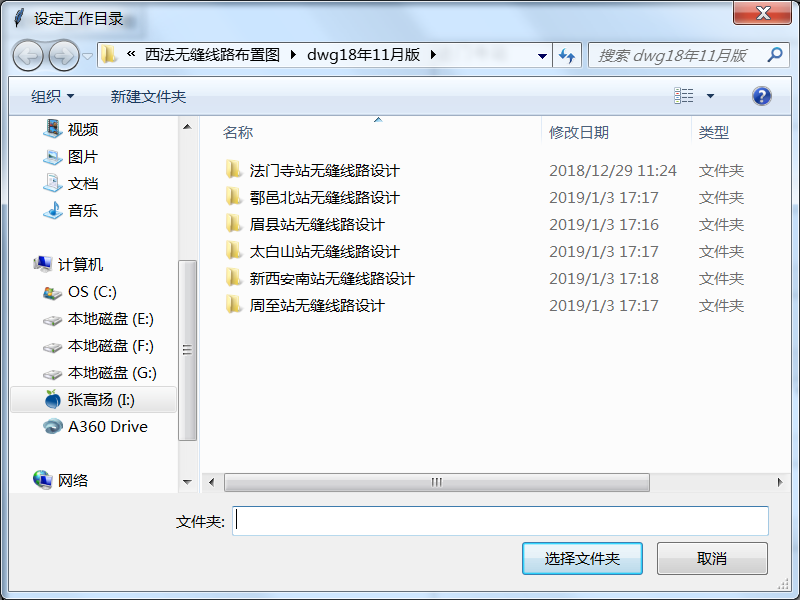 设定工作目录
« 西法无缝线路布置图 dwg18年11月版
搜索 dwg18年11月版
组织 新建文件夹
名称 修改日期 类型
视频
图片
文档
音乐
计算机
OS (C:)
本地磁盘 (E:)
本地磁盘 (F:)
本地磁盘 (G:)
张高扬 (I:)
A360 Drive
网络
法门寺站无缝线路设计 2018/12/29 11:24 文件夹
鄠邑北站无缝线路设计 2019/1/3 17:17 文件夹
眉县站无缝线路设计 2019/1/3 17:16 文件夹
太白山站无缝线路设计 2019/1/3 17:17 文件夹
新西安南站无缝线路设计 2019/1/3 17:18 文件夹
周至站无缝线路设计 2019/1/3 17:17 文件夹
文件夹:
选择文件夹 取消